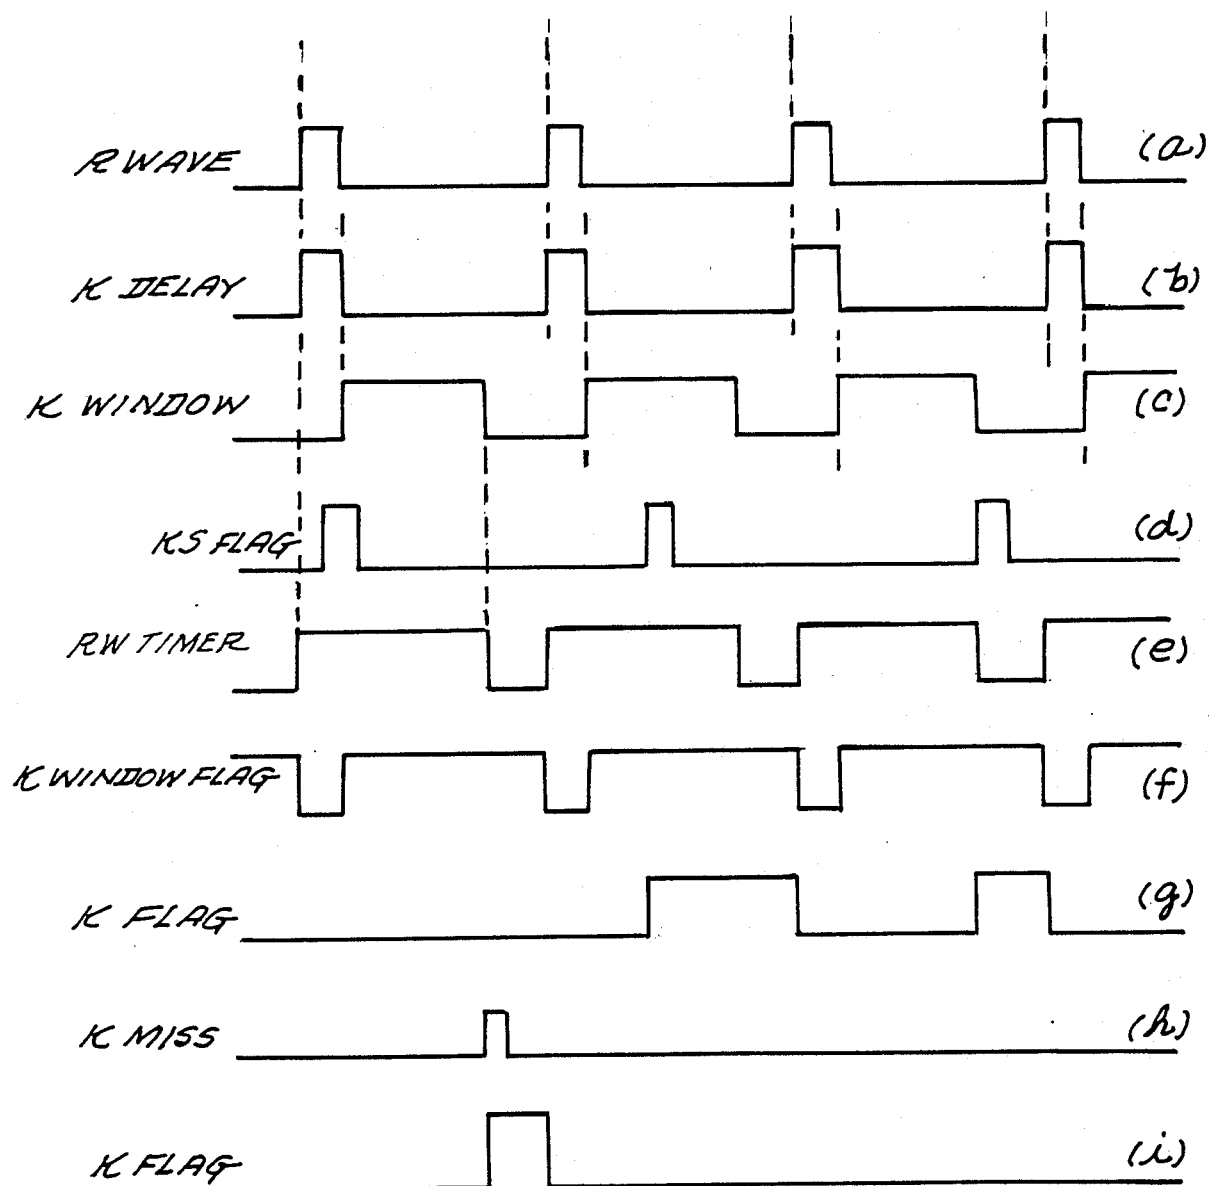 R WAVE (a)
K DELAY (b)
K WINDOW (c)
KS FLAG (d)
RW TIMER (e)
K WINDOW FLAG (f)
K FLAG (g)
K MISS (h)
K FLAG (i)